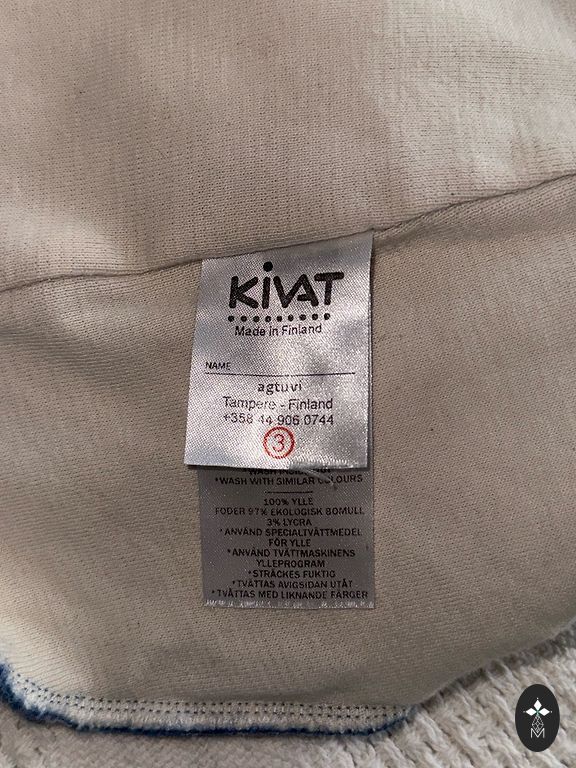 KIVAT
Made in Finland
NAME
agtuvi
Tampere - Finland
+358 44 906 0744
3
*WASH WITH SIMILAR COLOURS
100% YLLE
FODER 97% EKOLOGISK BOMULL
3% LYCRA
*ANVÄND SPECIALTVÄTTMEDEL
FÖR YLLE
*ANVÄND TVÄTTMASKINENS
YLLEPROGRAM
*STRÄCKES FUKTIG
*TVÄTTAS AVIGSIDAN UTÅT
*TVÄTTAS MED LIKNANDE FÄRGER
M